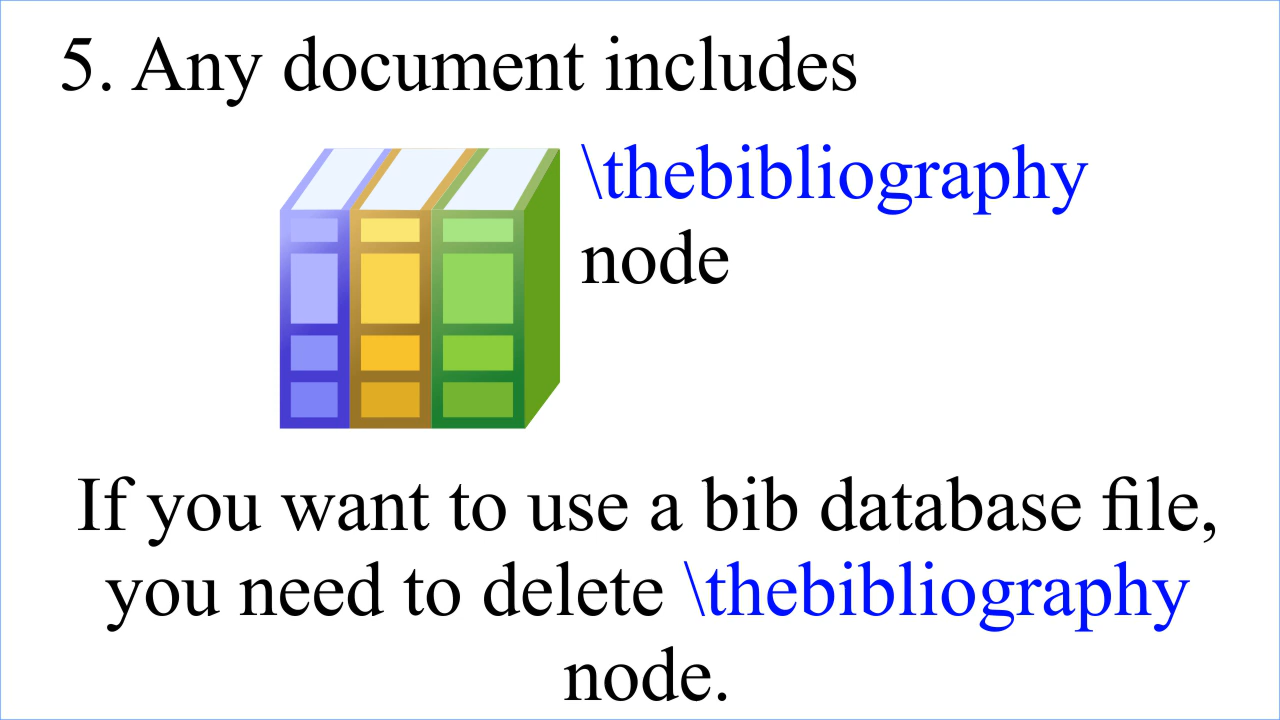 5. Any document includes
\thebibliography
node
If you want to use a bib database file,
you need to delete \thebibliography
node.